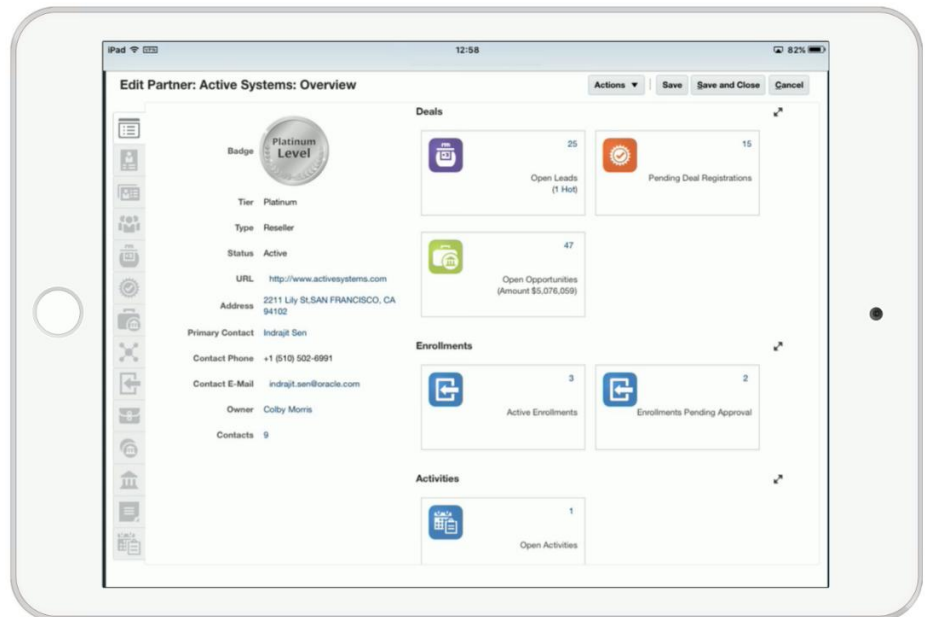 iPad VPN 12:58 82%
Edit Partner: Active Systems: Overview Actions ▼ Save Save and Close Cancel
Badge Platinum Level
Tier Platinum
Type Reseller
Status Active
URL http://www.activesystems.com
Address 2211 Lily St,SAN FRANCISCO, CA
94102
Primary Contact Indrajit Sen
Contact Phone +1 (510) 502-6991
Contact E-Mail indrajit.sen@oracle.com
Owner Colby Morris
Contacts 9
Deals
25
Open Leads
(1 Hot)
15
Pending Deal Registrations
47
Open Opportunities
(Amount $5,076,059)
Enrollments
3
Active Enrollments
2
Enrollments Pending Approval
Activities
1
Open Activities